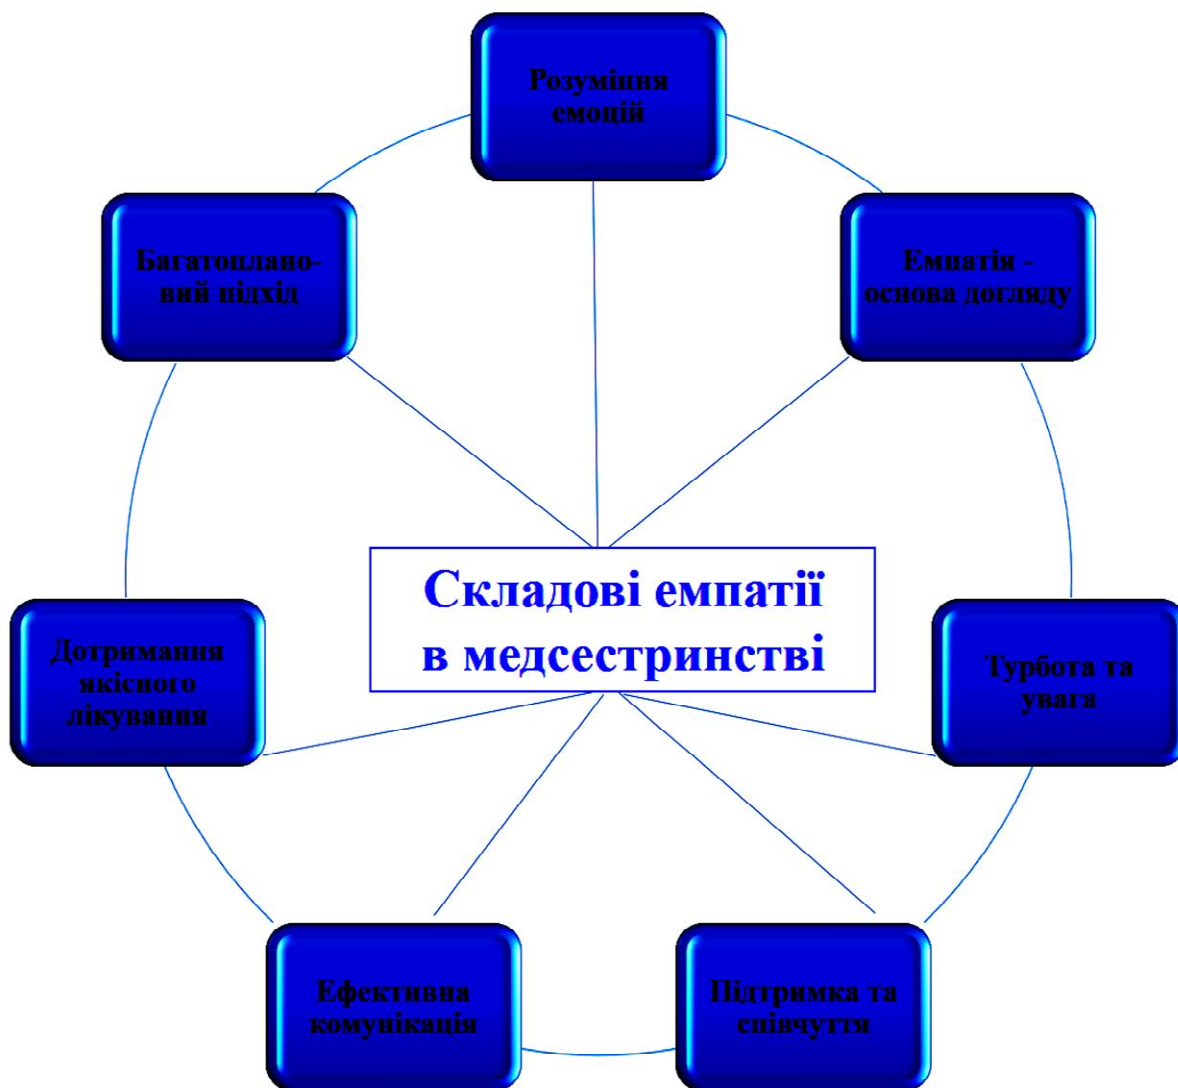 Розуміння
емоцій
Багатоплано-
вий підхід
Емпатія -
основа догляду
Складові емпатії
в медсестринстві
Дотримання
якісного
лікування
Турбота та
увага
Ефективна
комунікація
Підтримка та
співчуття